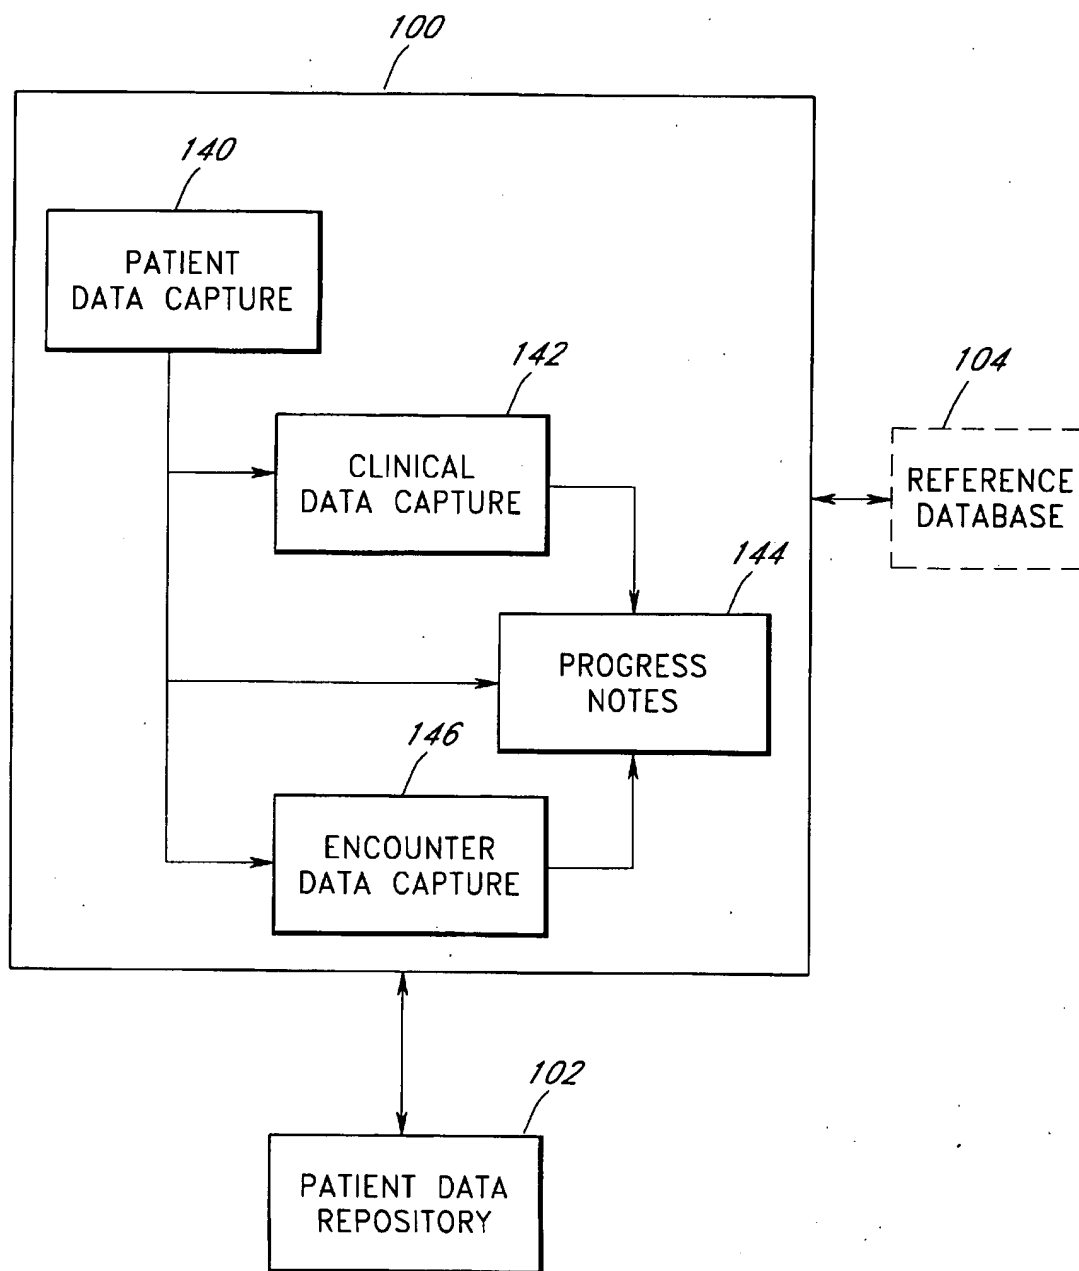 100
140
PATIENT
DATA CAPTURE
142
CLINICAL
DATA CAPTURE
104
REFERENCE
DATABASE
144
PROGRESS
NOTES
146
ENCOUNTER
DATA CAPTURE
102
PATIENT DATA
REPOSITORY